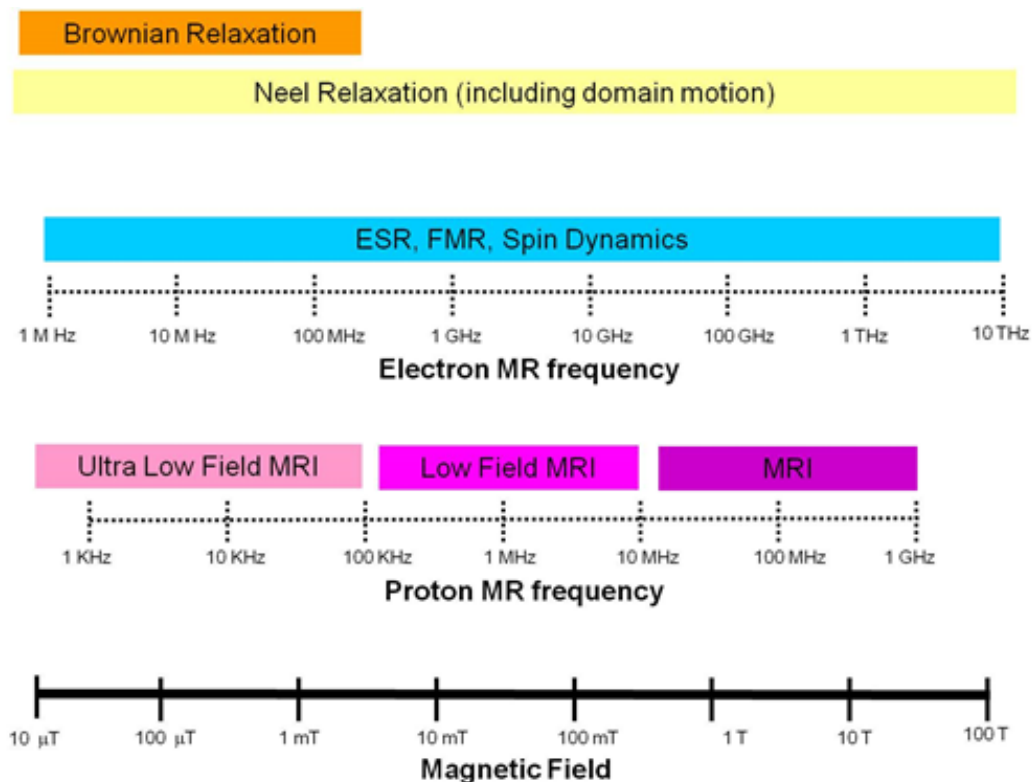 Brownian Relaxation
Neel Relaxation (including domain motion)
ESR, FMR, Spin Dynamics
1 M Hz 10 M Hz 100 MHz 1 GHz 10 GHz 100 GHz 1 THz 10 THz
Electron MR frequency
Ultra Low Field MRI Low Field MRI MRI
1 KHz 10 KHz 100 KHz 1 MHz 10 MHz 100 MHz 1 GHz
Proton MR frequency
10 μT 100 μT 1 mT 10 mT 100 mT 1 T 10 T 100 T
Magnetic Field